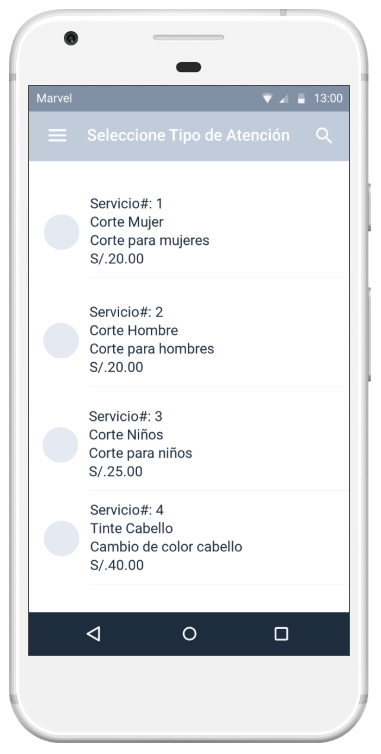 Marvel 13:00
Seleccione Tipo de Atención
Servicio#: 1
Corte Mujer
Corte para mujeres
S/.20.00
Servicio#: 2
Corte Hombre
Corte para hombres
S/.20.00
Servicio#: 3
Corte Niños
Corte para niños
S/.25.00
Servicio#: 4
Tinte Cabello
Cambio de color cabello
S/.40.00